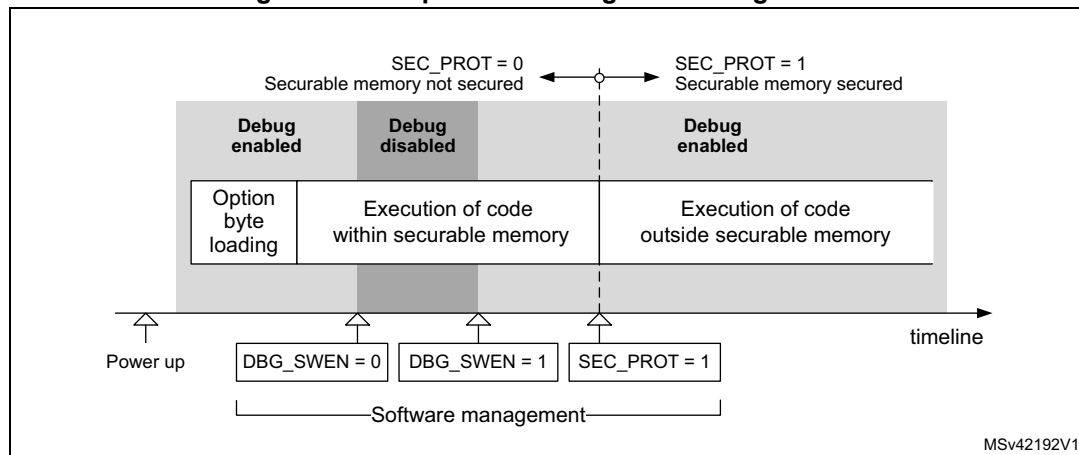 SEC_PROT = 0
Securable memory not secured
SEC_PROT = 1
Securable memory secured
Debug
enabled
Debug
disabled
Debug
enabled
Option
byte
loading
Execution of code
within securable memory
Execution of code
outside securable memory
timeline
Power up
DBG_SWEN = 0
DBG_SWEN = 1
SEC_PROT = 1
Software management
MSv42192V1